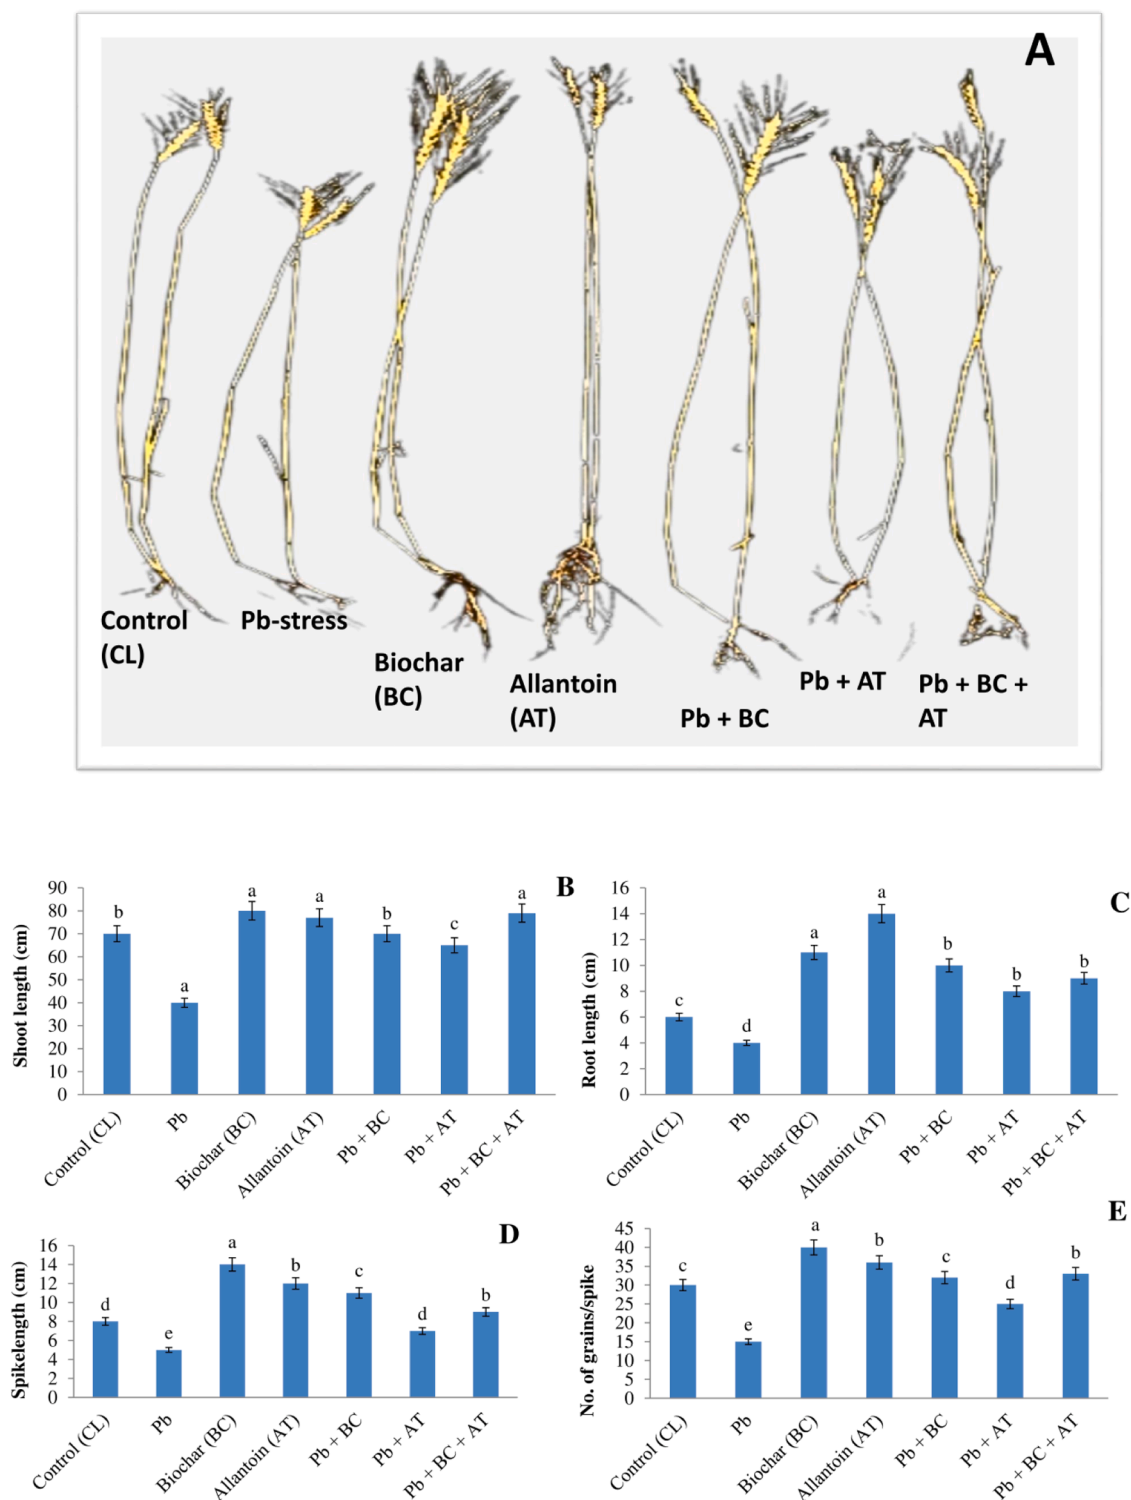 A
Control
(CL)
Pb-stress
Biochar
(BC)
Allantoin
(AT)
Pb + BC
Pb + AT
Pb + BC +
AT
B
Shoot length (cm)
90
80
70
60
50
40
30
20
10
0
b
a
a
a
b
c
a
Control (CL)
Pb
Biochar (BC)
Allantoin (AT)
Pb + BC
Pb + AT
Pb + BC + AT
C
Root length (cm)
16
14
12
10
8
6
4
2
0
c
d
a
a
b
b
b
Control (CL)
Pb
Biochar (BC)
Allantoin (AT)
Pb + BC
Pb + AT
Pb + BC + AT
D
Spikelength (cm)
16
14
12
10
8
6
4
2
0
d
e
a
b
c
d
b
Control (CL)
Pb
Biochar (BC)
Allantoin (AT)
Pb + BC
Pb + AT
Pb + BC + AT
E
No. of grains/spike
45
40
35
30
25
20
15
10
5
0
c
e
a
b
c
d
b
Control (CL)
Pb
Biochar (BC)
Allantoin (AT)
Pb + BC
Pb + AT
Pb + BC + AT